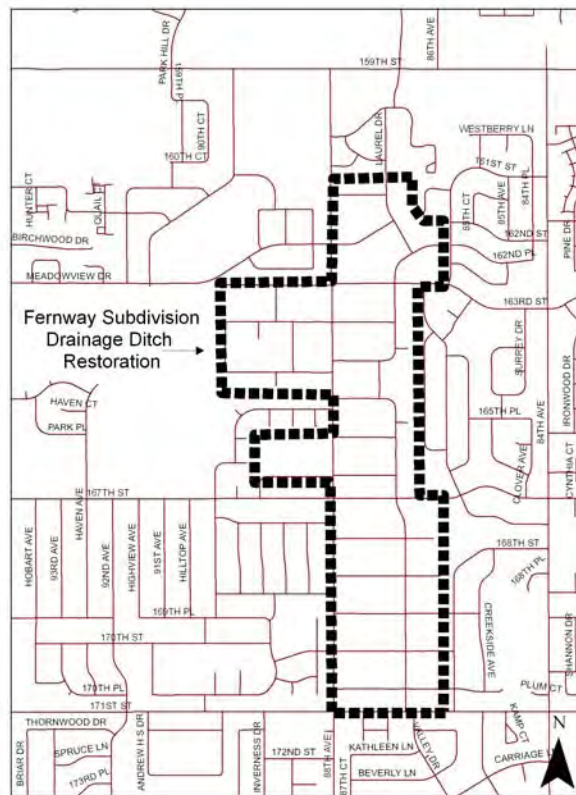 PARK HILL DR
159TH P
86TH AVE
159TH ST
90TH CT
160TH CT
LAUREL DR
WESTBERRY LN
161ST ST
84TH PL
85TH AVE
88TH CT
HUNTER CT
QUAIL C
BIRCHWOOD DR
162ND ST
162ND PL
PINE DR
MEADOWVIEW DR
163RD ST
Fernway Subdivision
Drainage Ditch
Restoration
SURREY DR
IRONWOOD DR
HAVEN CT
PARK PL
165TH PL
84TH AVE
CLOVER AVE
CYNTHIA CT
167TH ST
HAVEN AVE
HOBART AVE
93RD AVE
92ND AVE
HIGHVIEW AVE
91ST AVE
HILLTOP AVE
168TH ST
168TH PL
169TH PL
170TH ST
CREEKSIDE AVE
SHANNON DR
170TH PL
PLUM CT
171ST ST
THORNWOOD DR
KAMP CT
N
BRIAR DR
SPRUCE LN
173RD PL
ANDREW H S DR
INVERNESS DR
172ND ST
88TH AVE
87TH CT
KATHLEEN LN
BEVERLY LN
VALLEY DR
CARRIAGE L